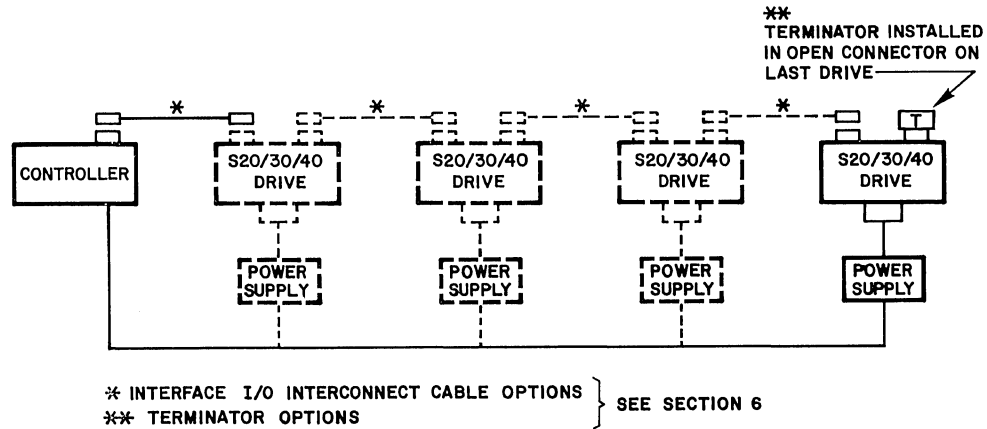 **
TERMINATOR INSTALLED
IN OPEN CONNECTOR ON
LAST DRIVE
* * * *
T
CONTROLLER
S20/30/40
DRIVE
S20/30/40
DRIVE
S20/30/40
DRIVE
S20/30/40
DRIVE
POWER
SUPPLY
POWER
SUPPLY
POWER
SUPPLY
POWER
SUPPLY
* INTERFACE I/O INTERCONNECT CABLE OPTIONS
** TERMINATOR OPTIONS
SEE SECTION 6